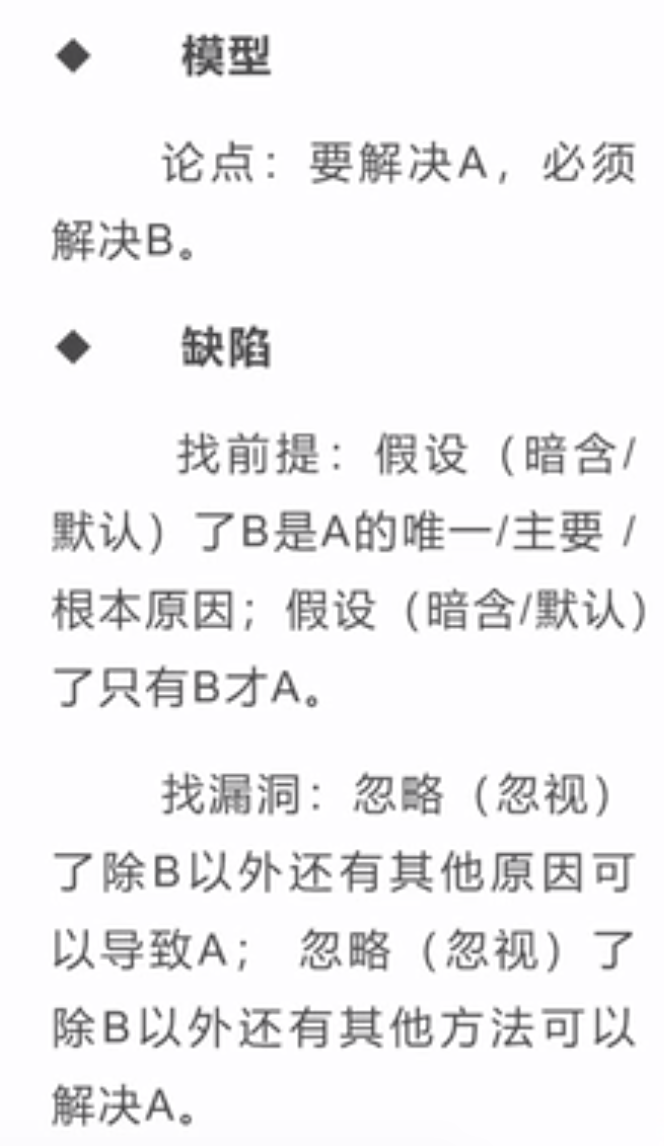 ◆ 模型
论点：要解决A，必须
解决B。
◆ 缺陷
找前提：假设（暗含/
默认）了B是A的唯一/主要 /
根本原因；假设（暗含/默认）
了只有B才A。
找漏洞：忽略（忽视）
了除B以外还有其他原因可
以导致A； 忽略（忽视）了
除B以外还有其他方法可以
解决A。